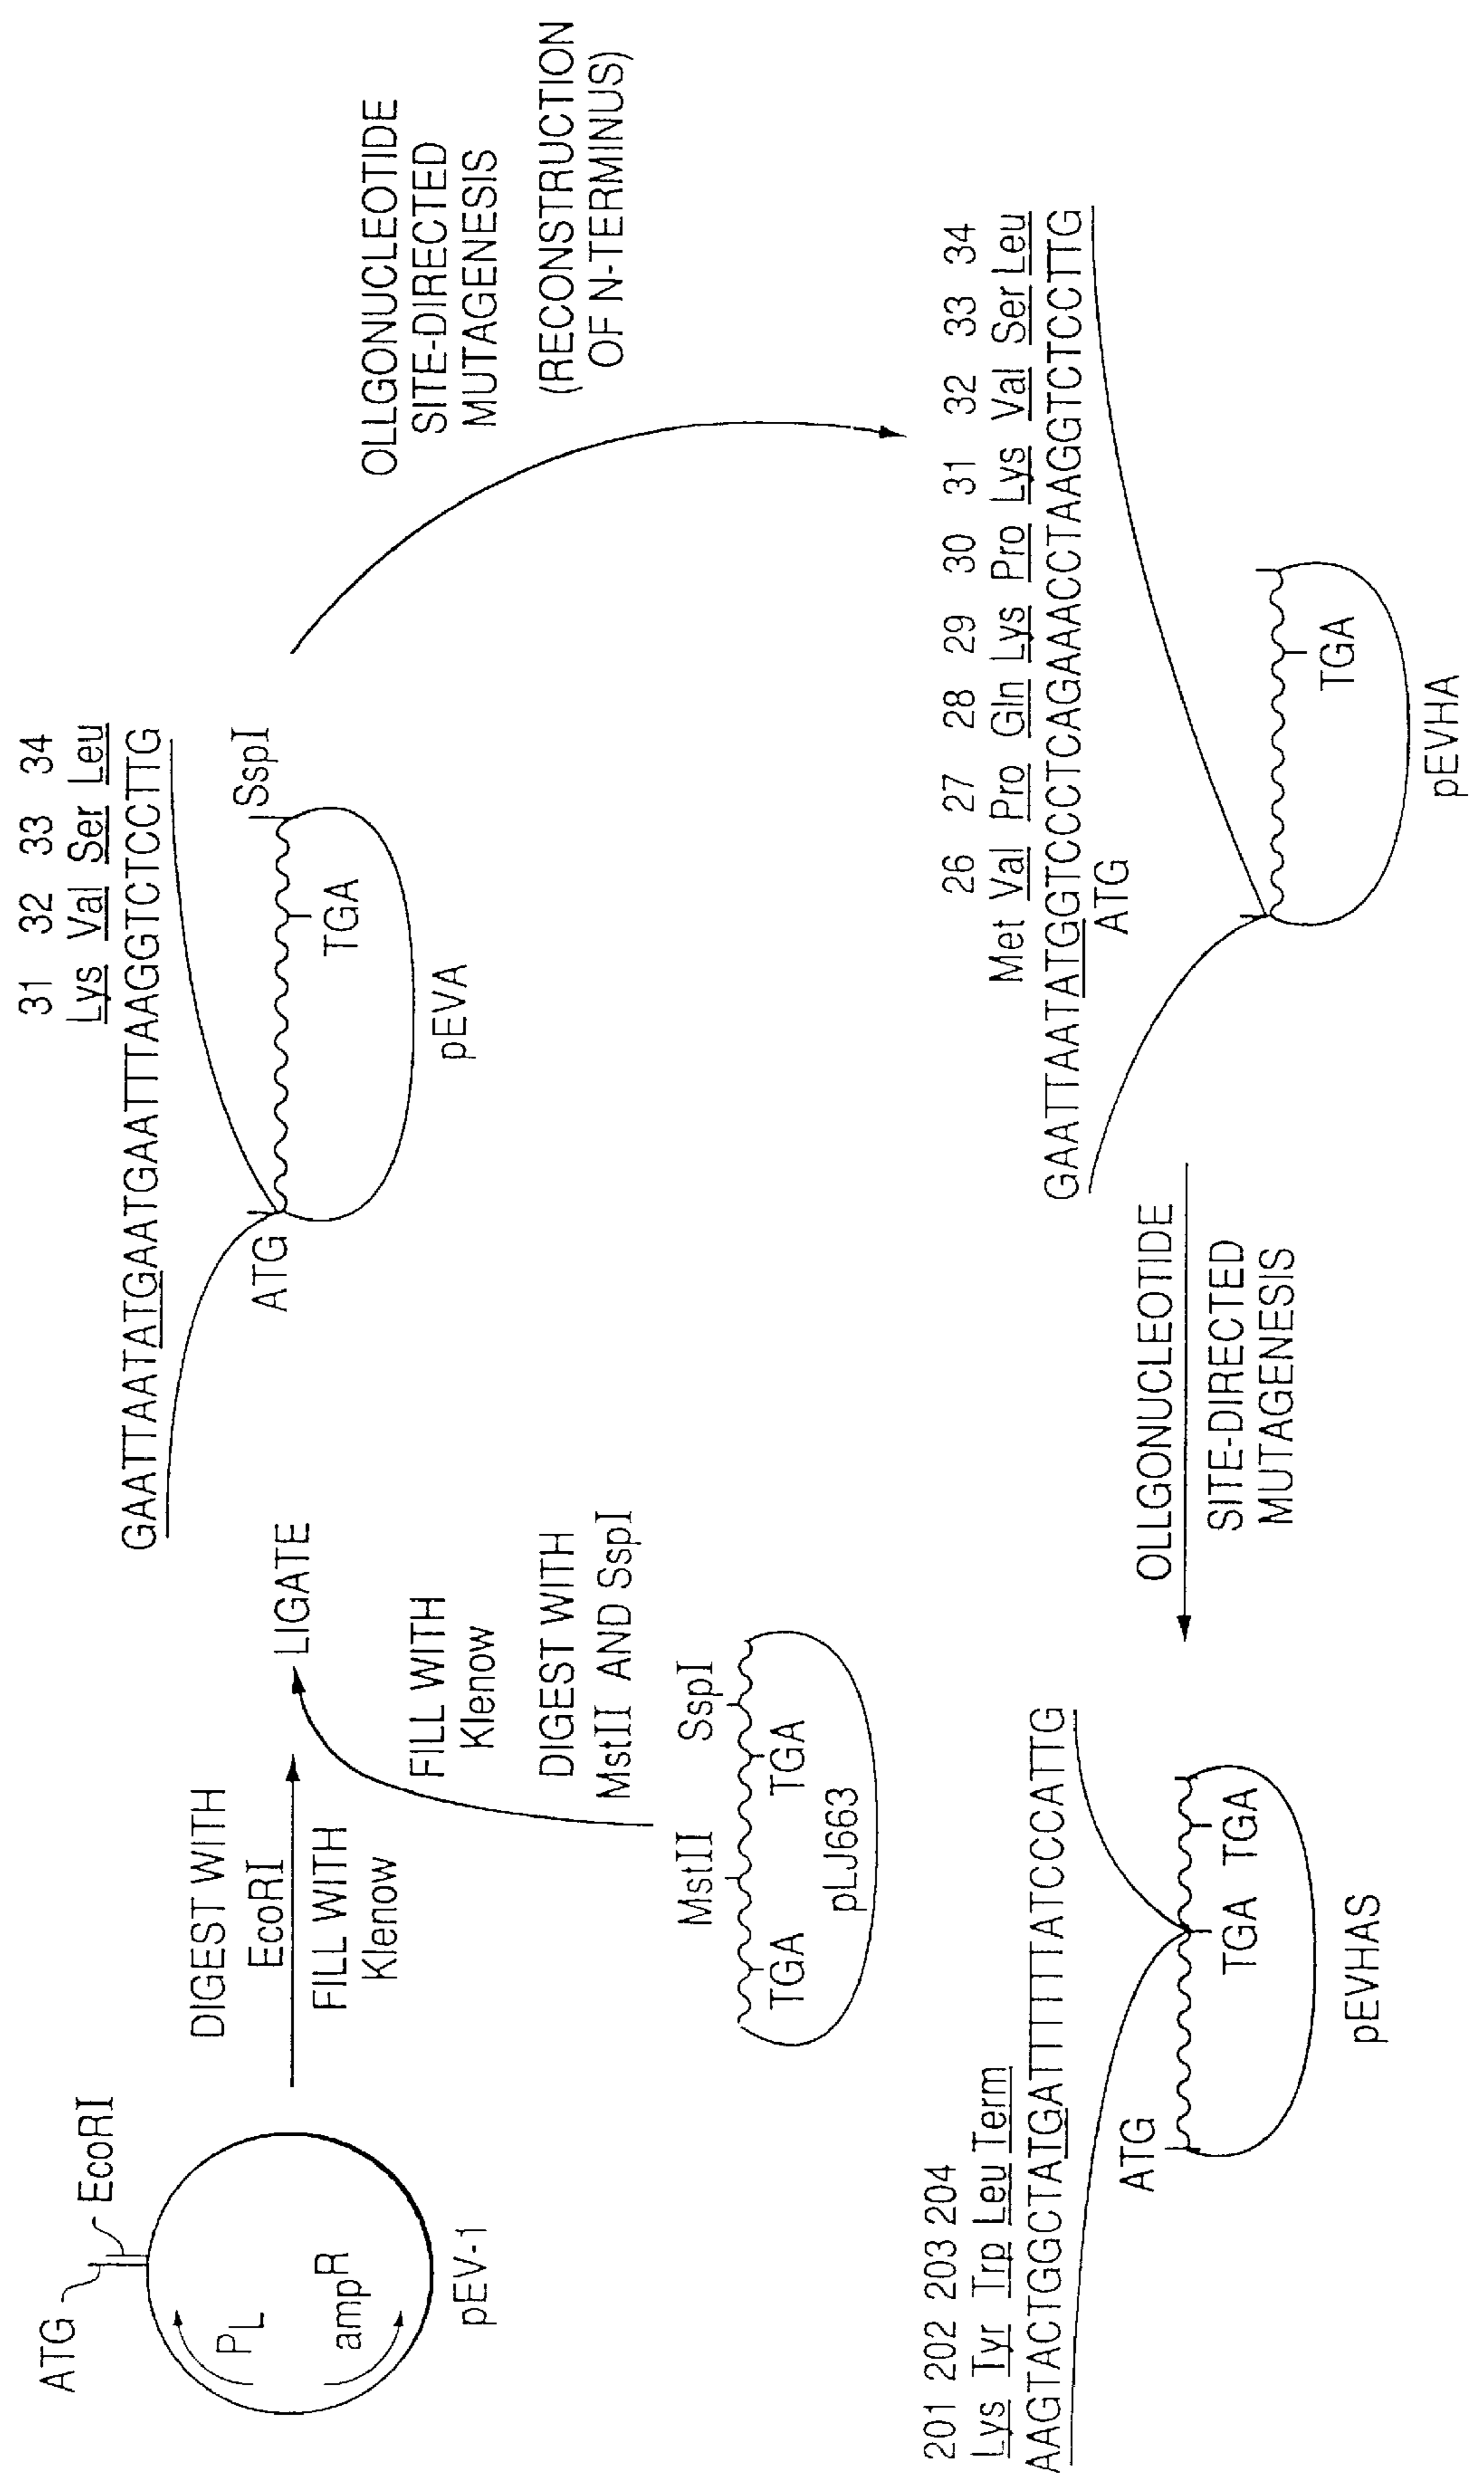 ATG
EcoRI
PL
ampR
pEV-1
DIGEST WITH
EcoRI
FILL WITH
Klenow
LIGATE
FILL WITH
Klenow
DIGEST WITH
MstII AND SspI
MstII SspI
TGA TGA
pLJ663
31 32 33 34
Lys Val Ser Leu
GAATTAATATGAATGAATTTAAGGTCTCCTTG
ATG
SspI
TGA
pEVA
OLLGONUCLEOTIDE
SITE-DIRECTED
MUTAGENESIS
(RECONSTRUCTION
OF N-TERMINUS)
26 27 28 29 30 31 32 33 34
Met Val Pro Gln Lys Pro Lys Val Ser Leu
GAATTAATATGGTCCCTCAGAAACCTAAGGTCTCCTTG
ATG
TGA
pEVHA
OLLGONUCLEOTIDE
SITE-DIRECTED
MUTAGENESIS
201 202 203 204
Lys Tyr Trp Leu Term
AAGTACTGGCTATGATTTTTTATCCCATTG
ATG
TGA TGA
pEVHAS